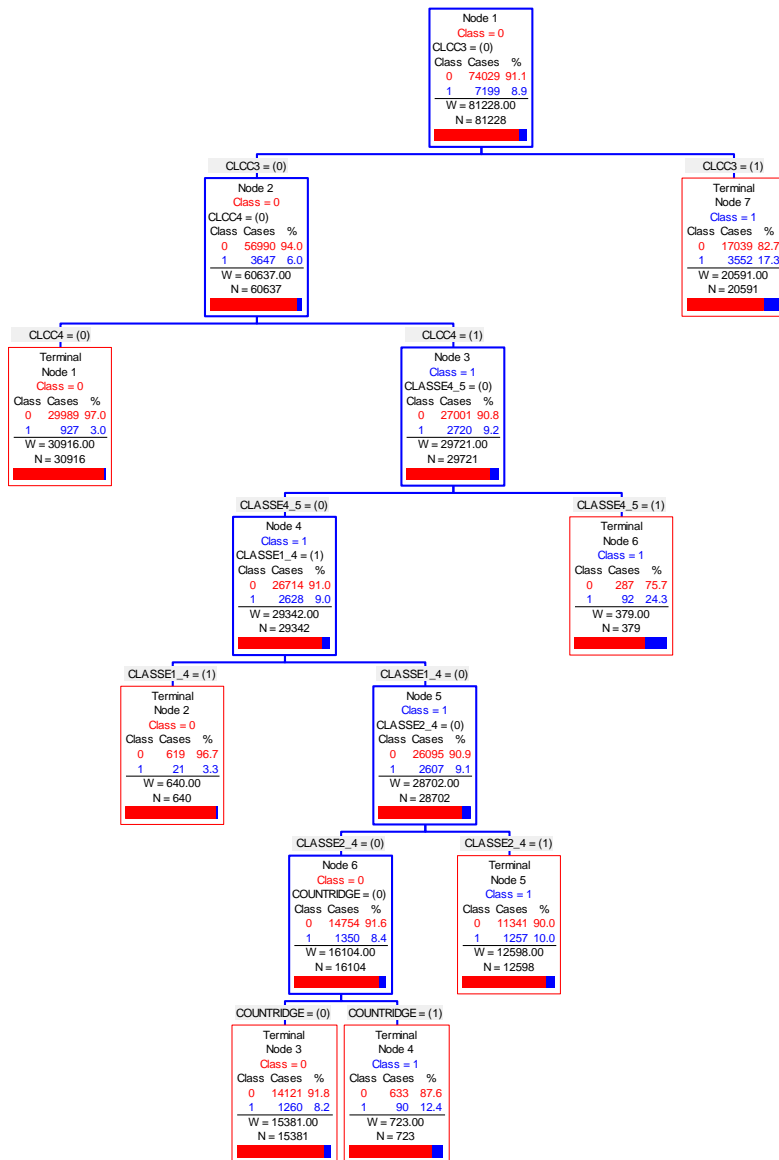 Node 1
Class = 0
CLCC3 = (0)
Class Cases %
0 74029 91.1
1 7199 8.9
W = 81228.00
N = 81228
CLCC3 = (0)
CLCC3 = (1)
Node 2
Class = 0
CLCC4 = (0)
Class Cases %
0 56990 94.0
1 3647 6.0
W = 60637.00
N = 60637
Terminal
Node 7
Class = 1
Class Cases %
0 17039 82.7
1 3552 17.3
W = 20591.00
N = 20591
CLCC4 = (0)
CLCC4 = (1)
Terminal
Node 1
Class = 0
Class Cases %
0 29989 97.0
1 927 3.0
W = 30916.00
N = 30916
Node 3
Class = 1
CLASSE4_5 = (0)
Class Cases %
0 27001 90.8
1 2720 9.2
W = 29721.00
N = 29721
CLASSE4_5 = (0)
CLASSE4_5 = (1)
Node 4
Class = 1
CLASSE1_4 = (1)
Class Cases %
0 26714 91.0
1 2628 9.0
W = 29342.00
N = 29342
Terminal
Node 6
Class = 1
Class Cases %
0 287 75.7
1 92 24.3
W = 379.00
N = 379
CLASSE1_4 = (1)
CLASSE1_4 = (0)
Terminal
Node 2
Class = 0
Class Cases %
0 619 96.7
1 21 3.3
W = 640.00
N = 640
Node 5
Class = 1
CLASSE2_4 = (0)
Class Cases %
0 26095 90.9
1 2607 9.1
W = 28702.00
N = 28702
CLASSE2_4 = (0)
CLASSE2_4 = (1)
Node 6
Class = 0
COUNTRIDGE = (0)
Class Cases %
0 14754 91.6
1 1350 8.4
W = 16104.00
N = 16104
Terminal
Node 5
Class = 1
Class Cases %
0 11341 90.0
1 1257 10.0
W = 12598.00
N = 12598
COUNTRIDGE = (0)
COUNTRIDGE = (1)
Terminal
Node 3
Class = 0
Class Cases %
0 14121 91.8
1 1260 8.2
W = 15381.00
N = 15381
Terminal
Node 4
Class = 1
Class Cases %
0 633 87.6
1 90 12.4
W = 723.00
N = 723